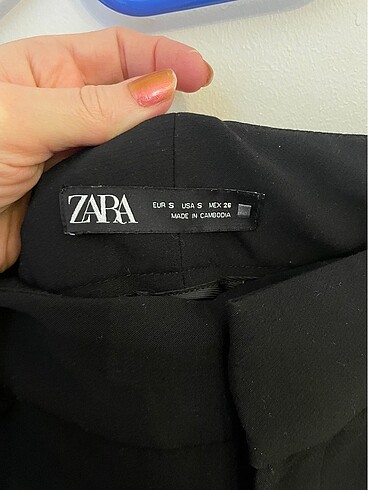 ZARA
EUR S USA S MEX 26
MADE IN CAMBODIA